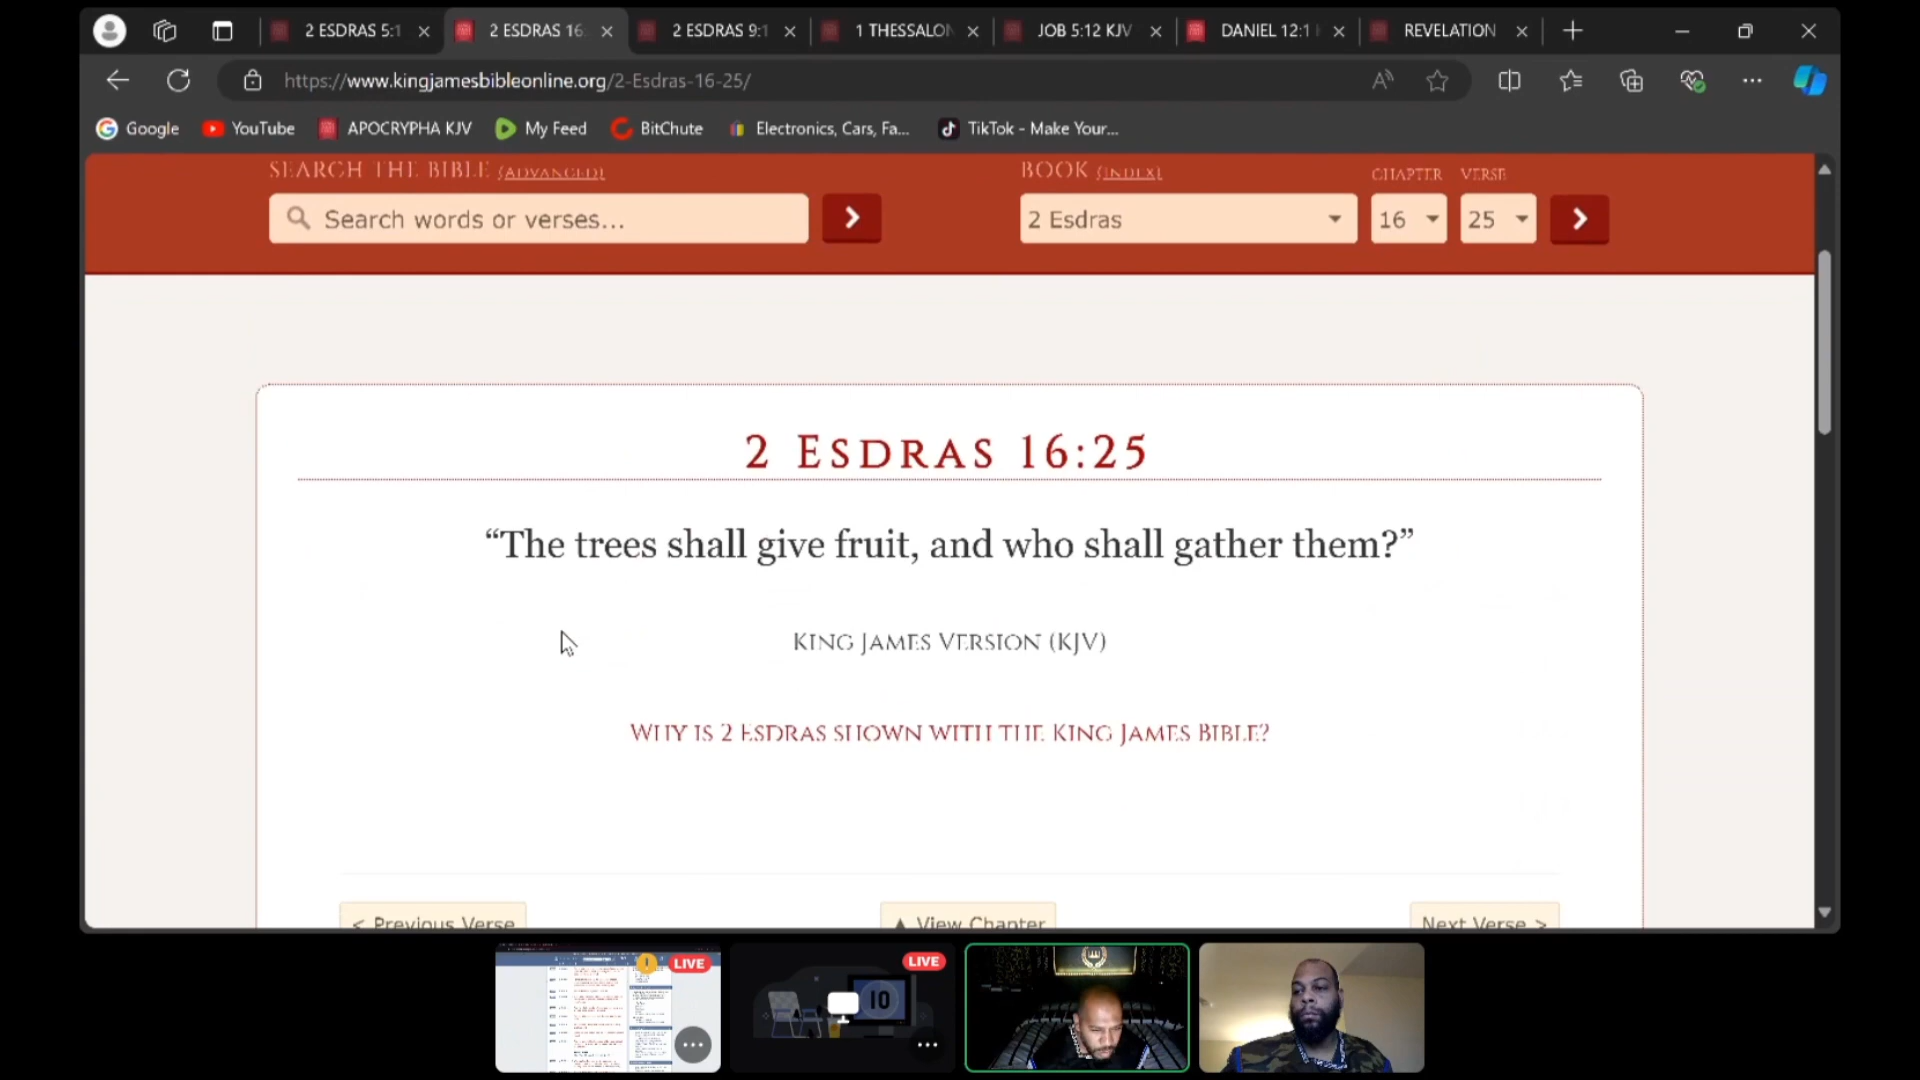 2 ESDRAS 5:1
2 ESDRAS 16:
2 ESDRAS 9:1
1 THESSALON
JOB 5:12 KJV
DANIEL 12:1
REVELATION
https://www.kingjamesbibleonline.org/2-Esdras-16-25/
Google
YouTube
APOCRYPHA KJV
My Feed
BitChute
Electronics, Cars, Fa...
TikTok - Make Your...
SEARCH THE BIBLE (ADVANCED)
BOOK (INDEX)
CHAPTER
VERSE
Search words or verses...
2 Esdras
16
25
2 ESDRAS 16:25
“The trees shall give fruit, and who shall gather them?”
KING JAMES VERSION (KJV)
WHY IS 2 ESDRAS SHOWN WITH THE KING JAMES BIBLE?
< Previous Verse
▲ View Chapter
Next Verse >
LIVE
LIVE
10